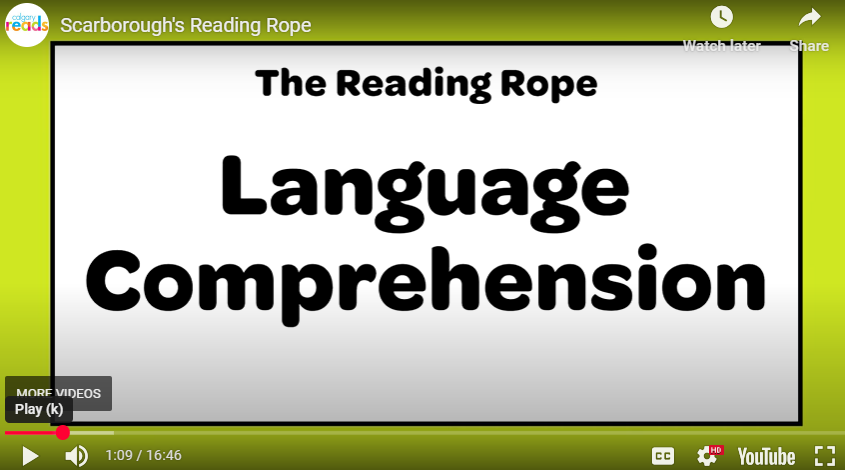 calgary
reads
Scarborough's Reading Rope
Watch later
Share
The Reading Rope
Language
Comprehension
MORE VIDEOS
Play (k)
1:09 / 16:46
CC
HD
YouTube